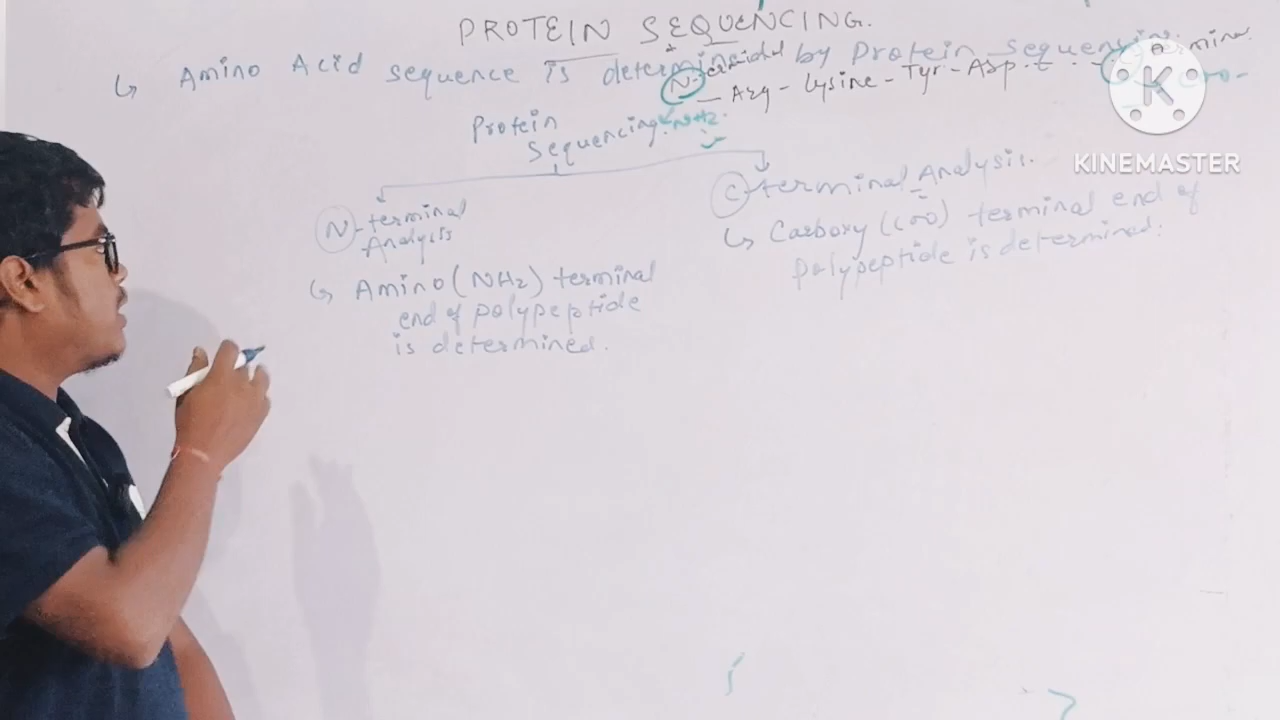 PROTEIN SEQUENCING.
↳ Amino Acid sequence is determined by Protein sequencing.
N-terminal
- Arg - Lysine - Tyr - Asp -
NH2.
K
KINEMASTER
Protein
sequencing.
N-terminal
Analysis
↳ Amino (NH2) terminal
end of polypeptide
is determined.
C-terminal Analysis.
↳ Carboxy (COO-) terminal end of
polypeptide is determined.